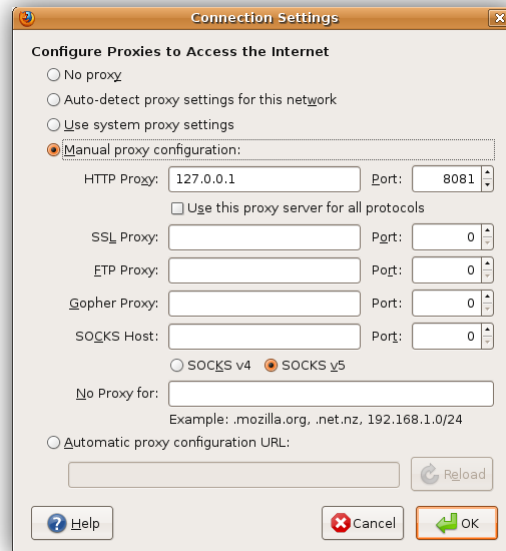 Connection Settings
Configure Proxies to Access the Internet
No proxy
Auto-detect proxy settings for this network
Use system proxy settings
Manual proxy configuration:
HTTP Proxy: 127.0.0.1 Port: 8081
Use this proxy server for all protocols
SSL Proxy: Port: 0
FTP Proxy: Port: 0
Gopher Proxy: Port: 0
SOCKS Host: Port: 0
SOCKS v4 SOCKS v5
No Proxy for:
Example: .mozilla.org, .net.nz, 192.168.1.0/24
Automatic proxy configuration URL:
Reload
Help Cancel OK